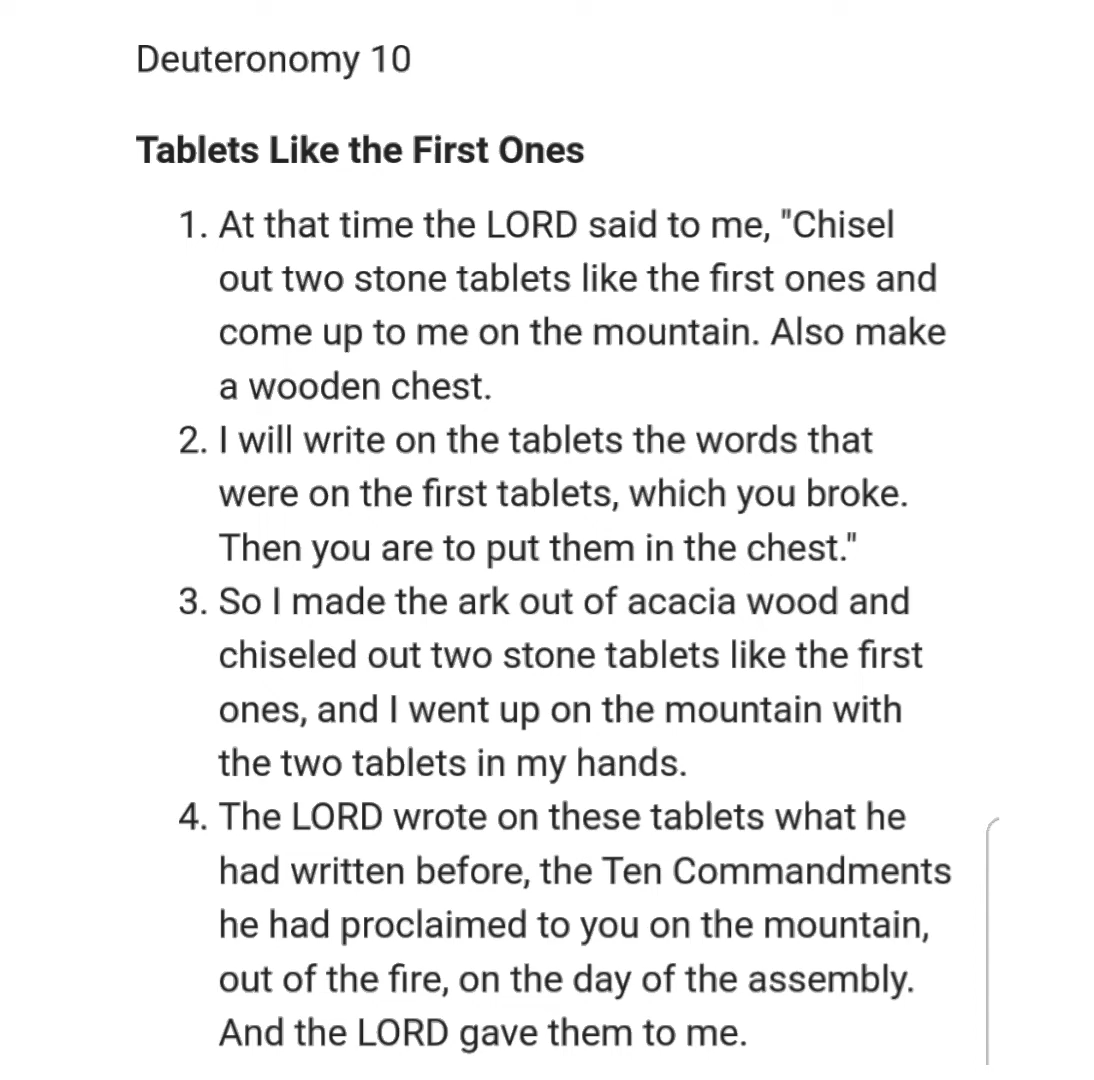 Deuteronomy 10
Tablets Like the First Ones
1. At that time the LORD said to me, "Chisel
out two stone tablets like the first ones and
come up to me on the mountain. Also make
a wooden chest.
2. I will write on the tablets the words that
were on the first tablets, which you broke.
Then you are to put them in the chest."
3. So I made the ark out of acacia wood and
chiseled out two stone tablets like the first
ones, and I went up on the mountain with
the two tablets in my hands.
4. The LORD wrote on these tablets what he
had written before, the Ten Commandments
he had proclaimed to you on the mountain,
out of the fire, on the day of the assembly.
And the LORD gave them to me.